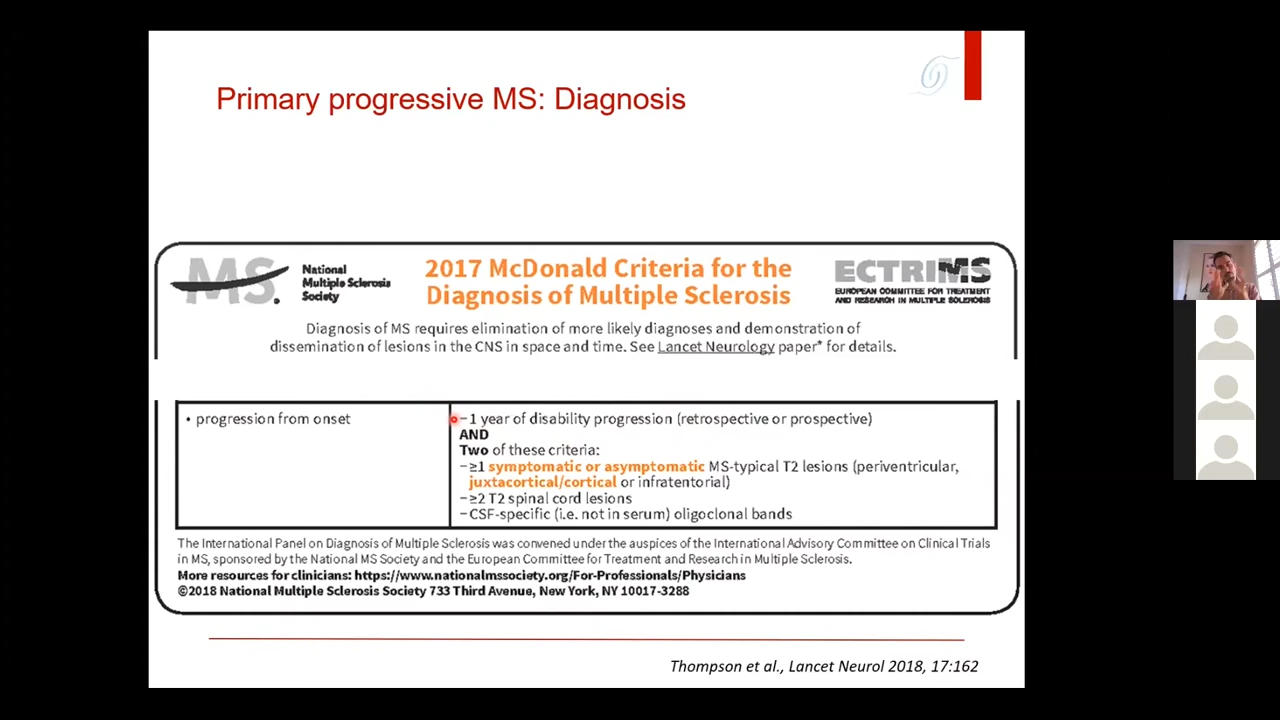 Primary progressive MS: Diagnosis
MS.
National
Multiple Sclerosis
Society
2017 McDonald Criteria for the
Diagnosis of Multiple Sclerosis
ECTRIMS
EUROPEAN COMMITTEE FOR TREATMENT
AND RESEARCH IN MULTIPLE SCLEROSIS
Diagnosis of MS requires elimination of more likely diagnoses and demonstration of
dissemination of lesions in the CNS in space and time. See Lancet Neurology paper* for details.
• progression from onset
−1 year of disability progression (retrospective or prospective)
AND
Two of these criteria:
−≥1 symptomatic or asymptomatic MS-typical T2 lesions (periventricular,
juxtacortical/cortical or infratentorial)
−≥2 T2 spinal cord lesions
−CSF-specific (i.e. not in serum) oligoclonal bands
The International Panel on Diagnosis of Multiple Sclerosis was convened under the auspices of the International Advisory Committee on Clinical Trials
in MS, sponsored by the National MS Society and the European Committee for Treatment and Research in Multiple Sclerosis.
More resources for clinicians: https://www.nationalmssociety.org/For-Professionals/Physicians
©2018 National Multiple Sclerosis Society 733 Third Avenue, New York, NY 10017-3288
Thompson et al., Lancet Neurol 2018, 17:162